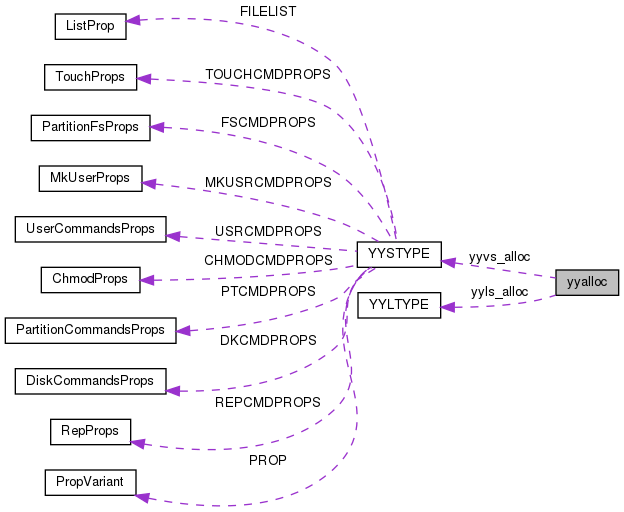 FILELIST
ListProp
TOUCHCMDPROPS
TouchProps
FSCMDPROPS
PartitionFsProps
MKUSRCMDPROPS
MkUserProps
USRCMDPROPS
UserCommandsProps
YYSTYPE
yyvs_alloc
CHMODCMDPROPS
ChmodProps
yyalloc
PTCMDPROPS
yyls_alloc
YYLTYPE
PartitionCommandsProps
DKCMDPROPS
DiskCommandsProps
REPCMDPROPS
RepProps
PROP
PropVariant